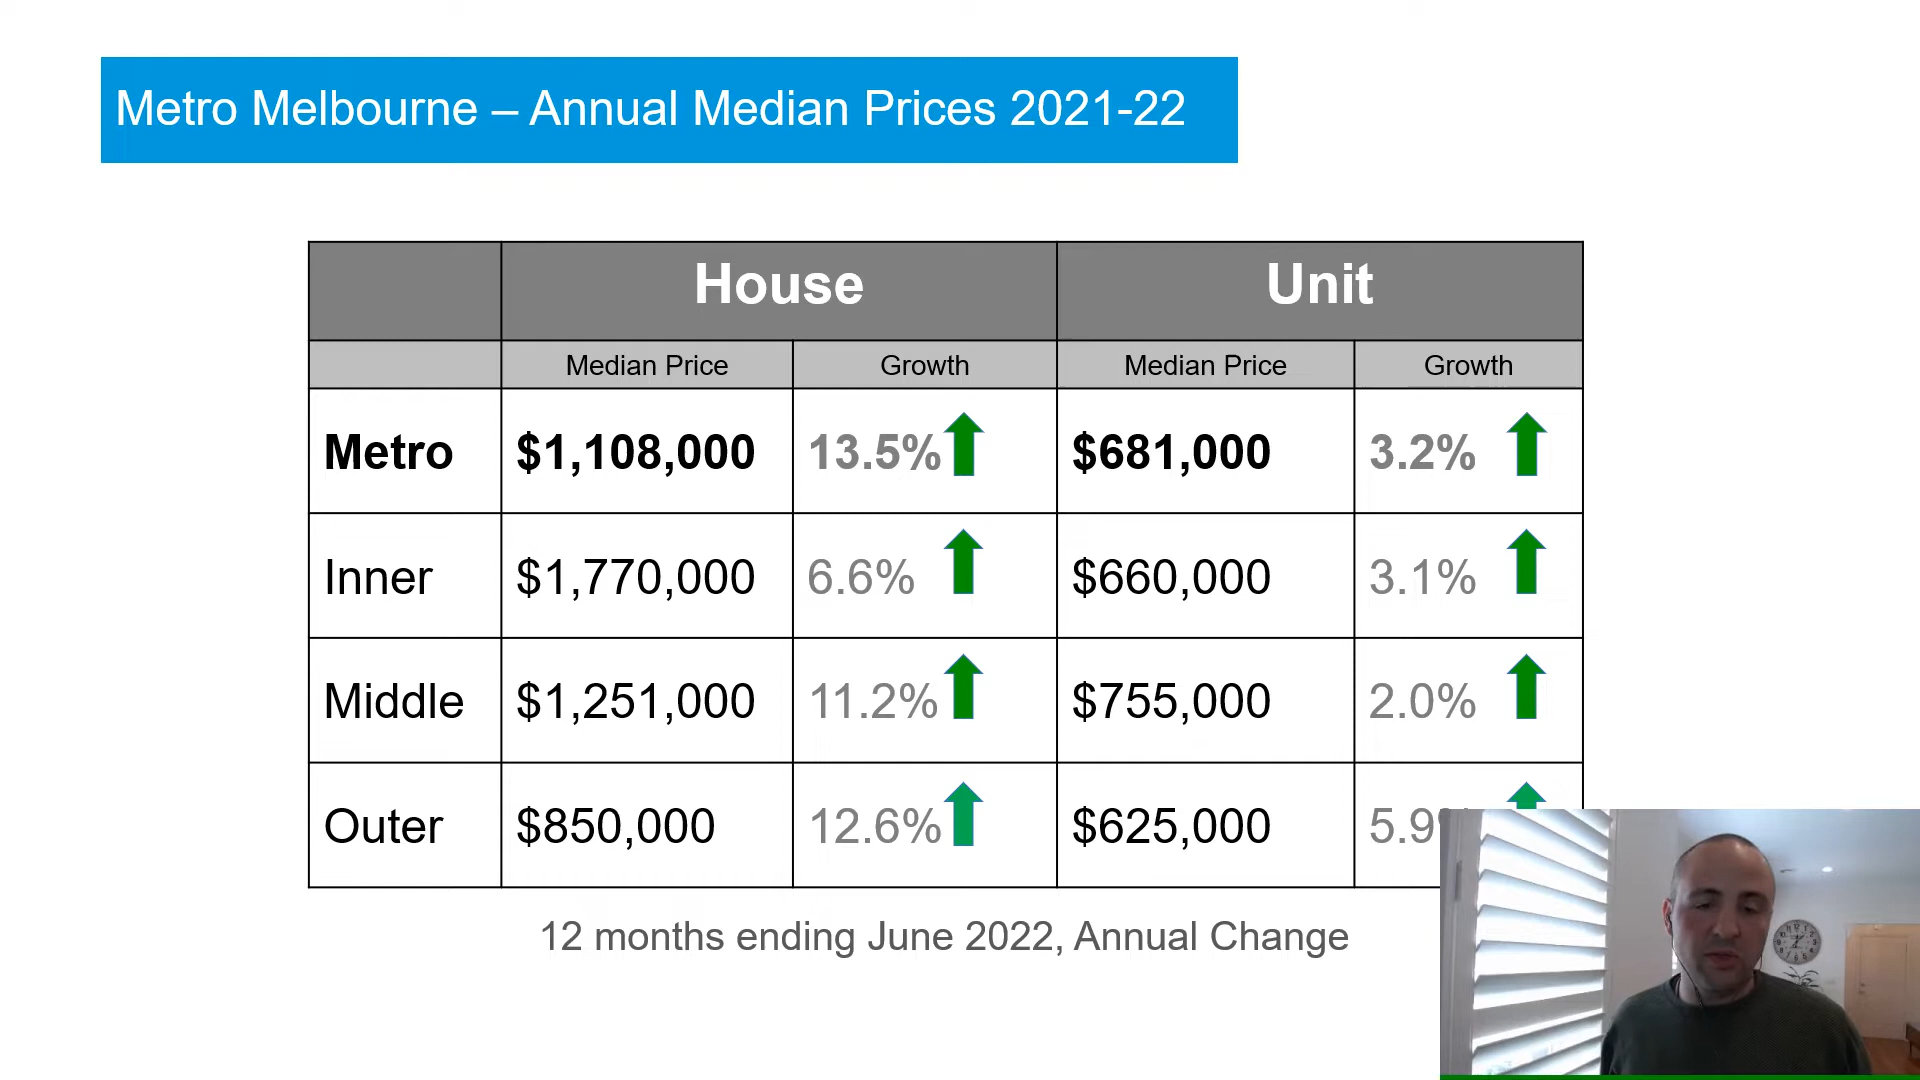 Metro Melbourne – Annual Median Prices 2021-22
House Unit
Median Price Growth Median Price Growth
Metro $1,108,000 13.5% $681,000 3.2%
Inner $1,770,000 6.6% $660,000 3.1%
Middle $1,251,000 11.2% $755,000 2.0%
Outer $850,000 12.6% $625,000 5.9
12 months ending June 2022, Annual Change